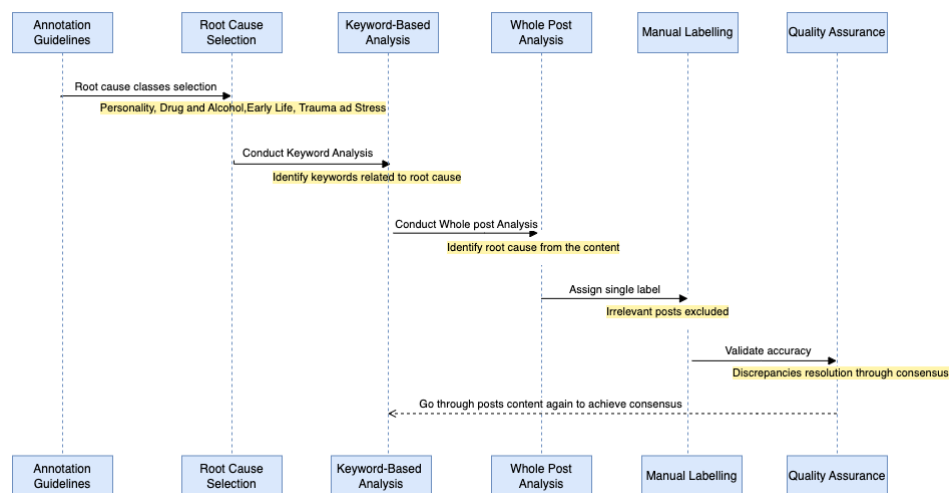 Annotation
Guidelines
Root Cause
Selection
Keyword-Based
Analysis
Whole Post
Analysis
Manual Labelling
Quality Assurance
Root cause classes selection
Personality, Drug and Alcohol,Early Life, Trauma ad Stress
Conduct Keyword Analysis
Identify keywords related to root cause
Conduct Whole post Analysis
Identify root cause from the content
Assign single label
Irrelevant posts excluded
Validate accuracy
Discrepancies resolution through consensus
Go through posts content again to achieve consensus
Annotation
Guidelines
Root Cause
Selection
Keyword-Based
Analysis
Whole Post
Analysis
Manual Labelling
Quality Assurance